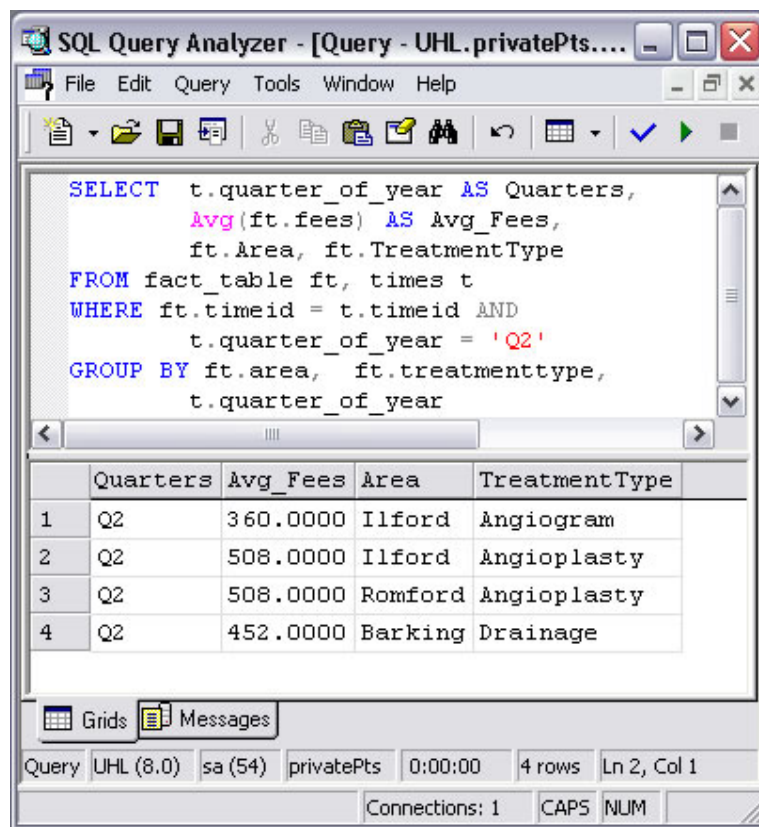 SQL Query Analyzer - [Query - UHL.privatePts....
File Edit Query Tools Window Help
SELECT t.quarter_of_year AS Quarters,
Avg(ft.fees) AS Avg_Fees,
ft.Area, ft.TreatmentType
FROM fact_table ft, times t
WHERE ft.timeid = t.timeid AND
t.quarter_of_year = 'Q2'
GROUP BY ft.area, ft.treatmenttype,
t.quarter_of_year
Quarters Avg_Fees Area TreatmentType
1 Q2 360.0000 Ilford Angiogram
2 Q2 508.0000 Ilford Angioplasty
3 Q2 508.0000 Romford Angioplasty
4 Q2 452.0000 Barking Drainage
Grids Messages
Query UHL (8.0) sa (54) privatePts 0:00:00 4 rows Ln 2, Col 1
Connections: 1 CAPS NUM